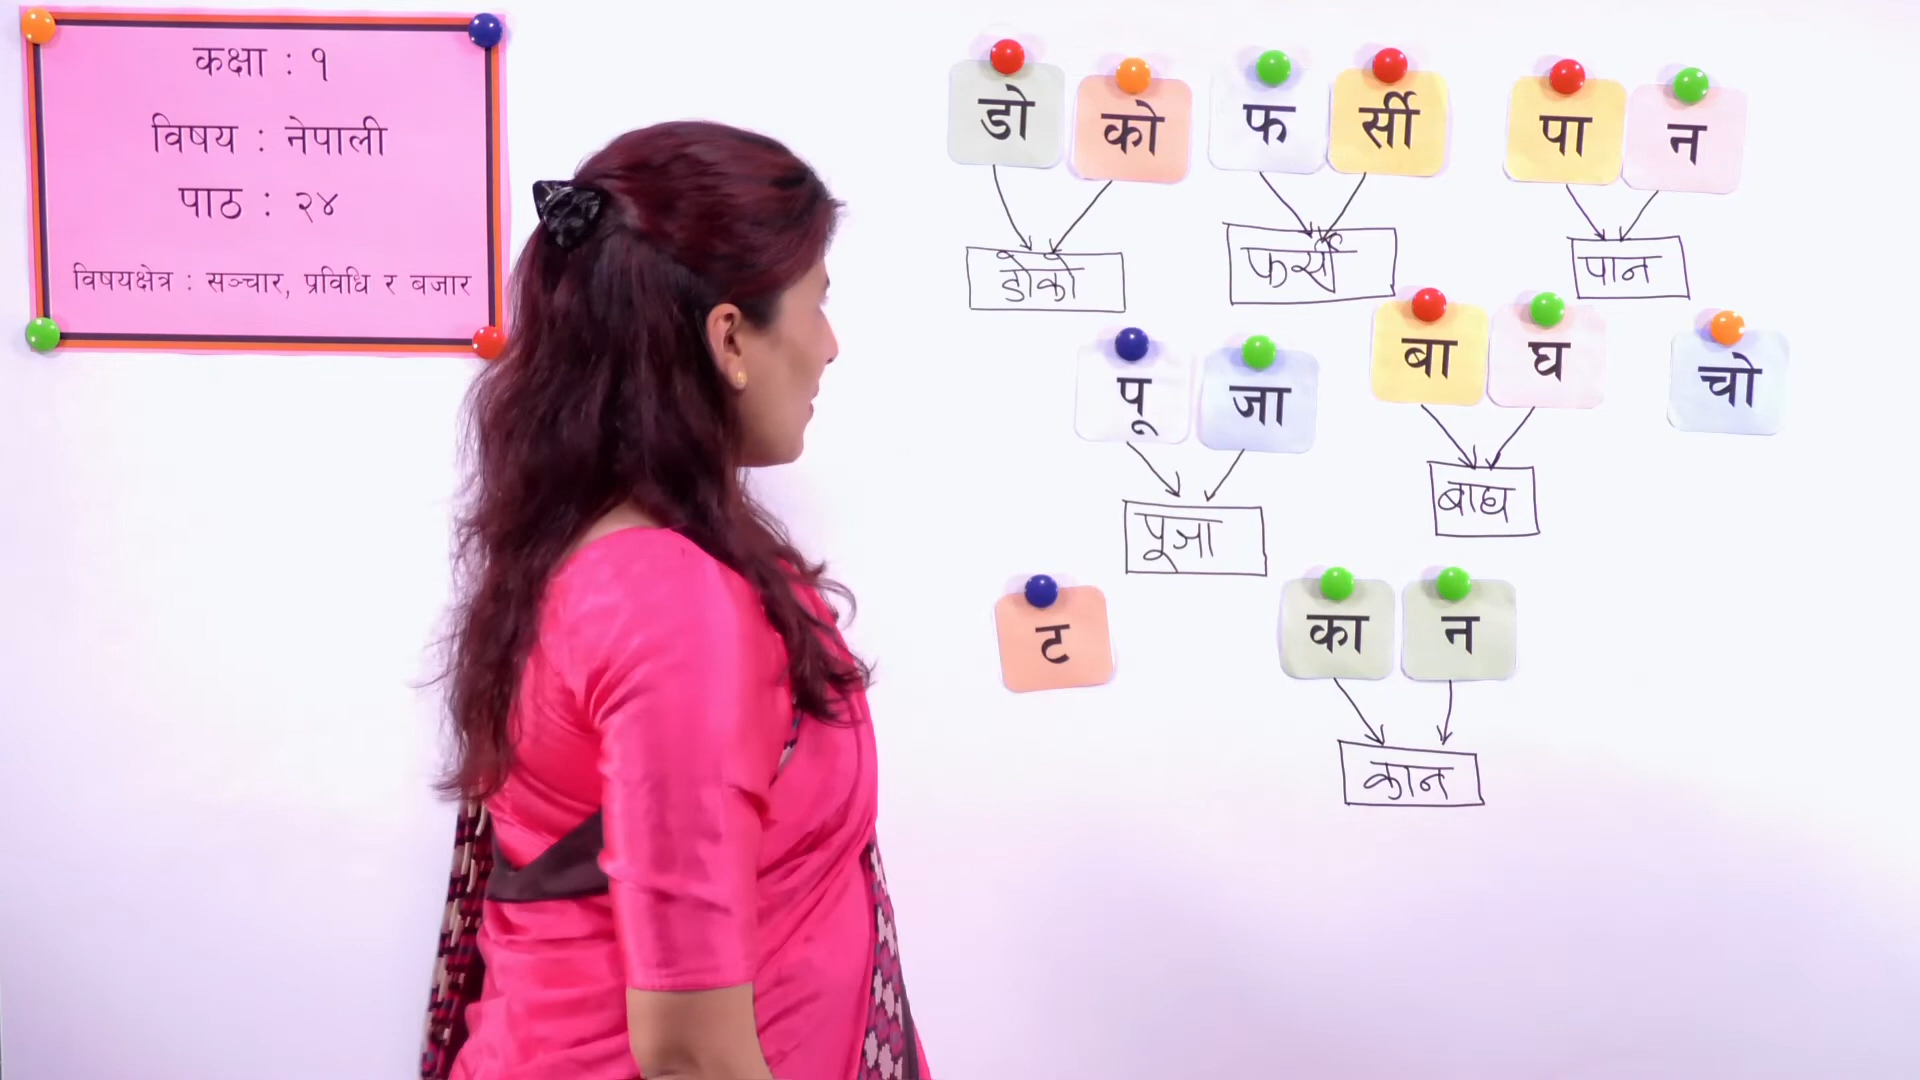 कक्षा : १
विषय : नेपाली
पाठ : २४
विषयक्षेत्र : सञ्चार, प्रविधि र बजार
डो को फ र्सी पा न
डोको फर्सी पान
पू जा बा घ चो
पूजा बाघ
ट का न
कान